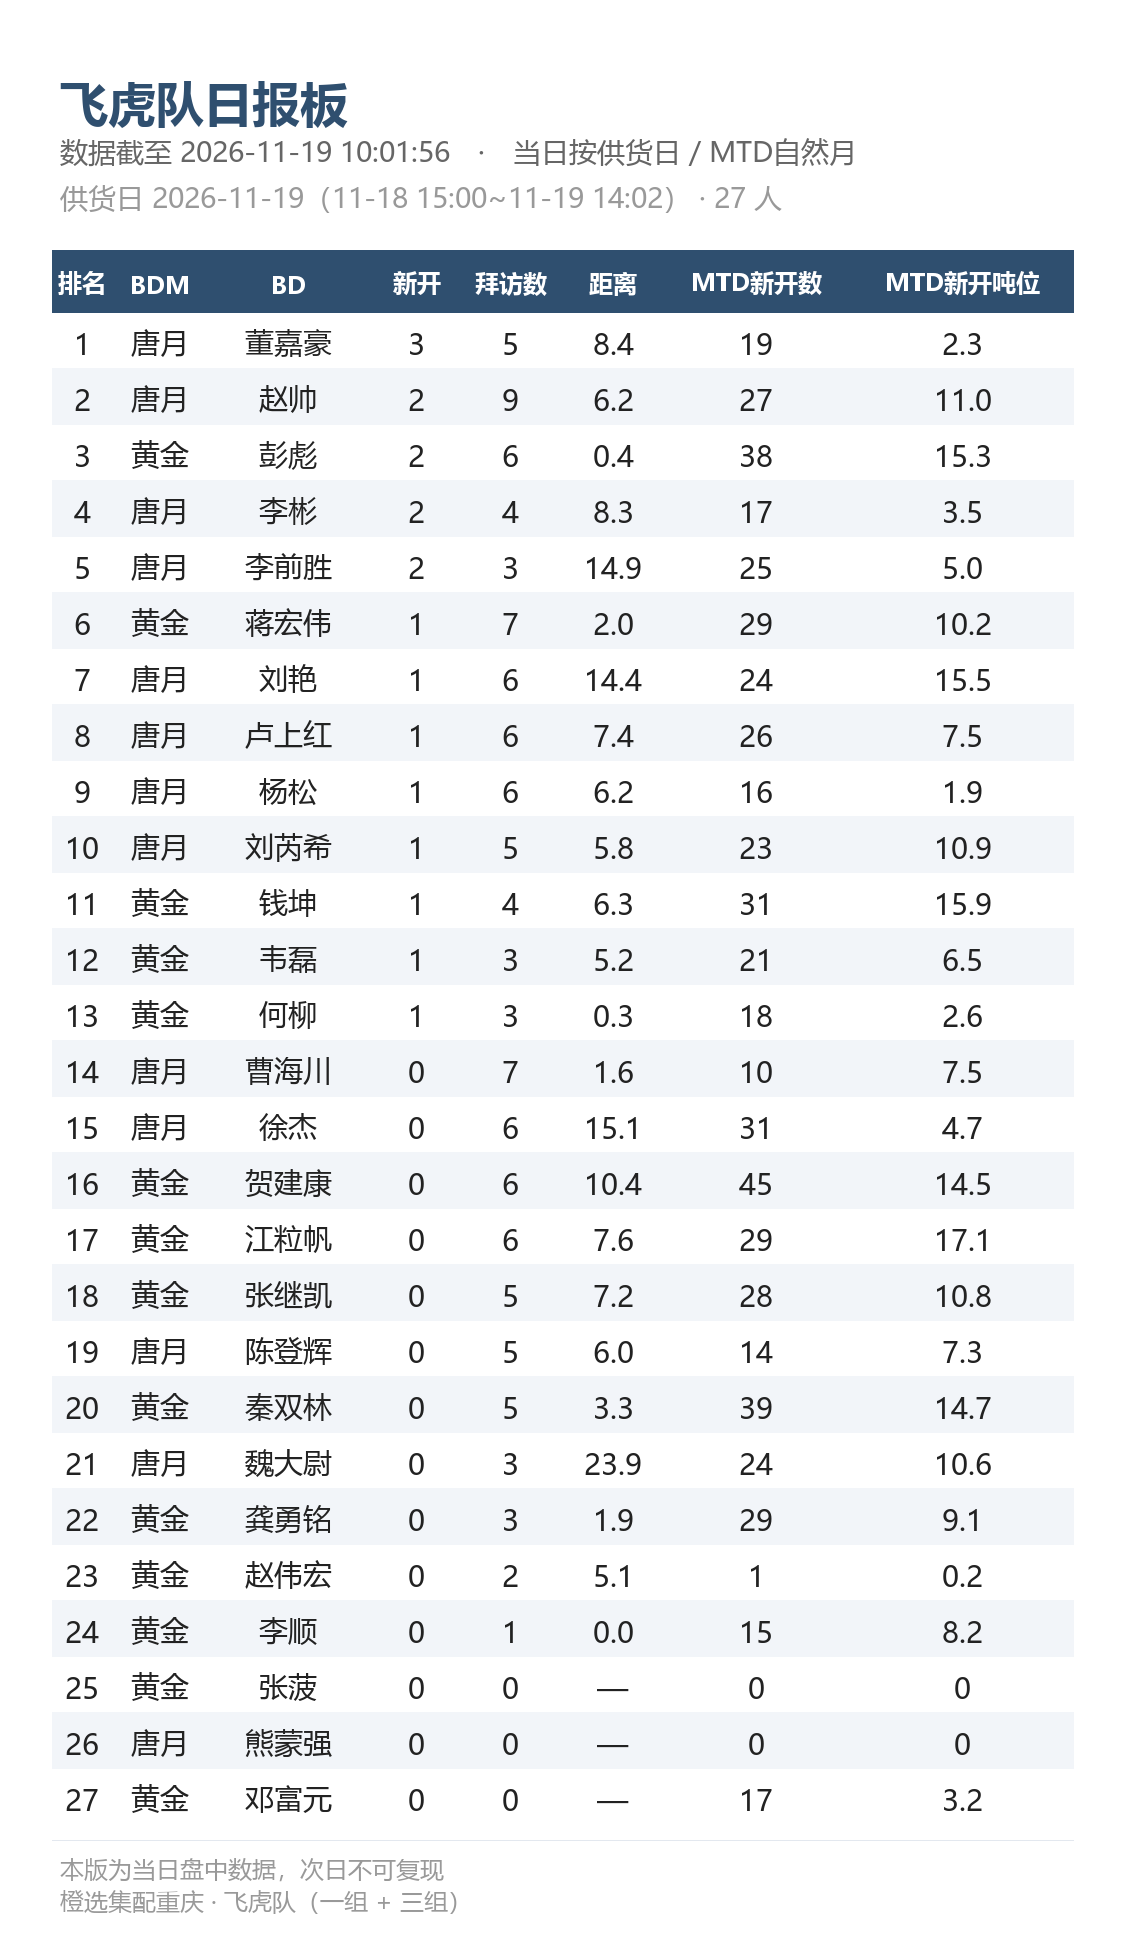 飞虎队日报板
数据截至 2026-11-19 10:01:56 · 当日按供货日 / MTD自然月
供货日 2026-11-19（11-18 15:00~11-19 14:02） · 27 人
排名 BDM BD 新开 拜访数 距离 MTD新开数 MTD新开吨位
1 唐月 董嘉豪 3 5 8.4 19 2.3
2 唐月 赵帅 2 9 6.2 27 11.0
3 黄金 彭彪 2 6 0.4 38 15.3
4 唐月 李彬 2 4 8.3 17 3.5
5 唐月 李前胜 2 3 14.9 25 5.0
6 黄金 蒋宏伟 1 7 2.0 29 10.2
7 唐月 刘艳 1 6 14.4 24 15.5
8 唐月 卢上红 1 6 7.4 26 7.5
9 唐月 杨松 1 6 6.2 16 1.9
10 唐月 刘芮希 1 5 5.8 23 10.9
11 黄金 钱坤 1 4 6.3 31 15.9
12 黄金 韦磊 1 3 5.2 21 6.5
13 黄金 何柳 1 3 0.3 18 2.6
14 唐月 曹海川 0 7 1.6 10 7.5
15 唐月 徐杰 0 6 15.1 31 4.7
16 黄金 贺建康 0 6 10.4 45 14.5
17 黄金 江粒帆 0 6 7.6 29 17.1
18 黄金 张继凯 0 5 7.2 28 10.8
19 唐月 陈登辉 0 5 6.0 14 7.3
20 黄金 秦双林 0 5 3.3 39 14.7
21 唐月 魏大尉 0 3 23.9 24 10.6
22 黄金 龚勇铭 0 3 1.9 29 9.1
23 黄金 赵伟宏 0 2 5.1 1 0.2
24 黄金 李顺 0 1 0.0 15 8.2
25 黄金 张菠 0 0 — 0 0
26 唐月 熊蒙强 0 0 — 0 0
27 黄金 邓富元 0 0 — 17 3.2
本版为当日盘中数据，次日不可复现
橙选集配重庆 · 飞虎队（一组 + 三组）